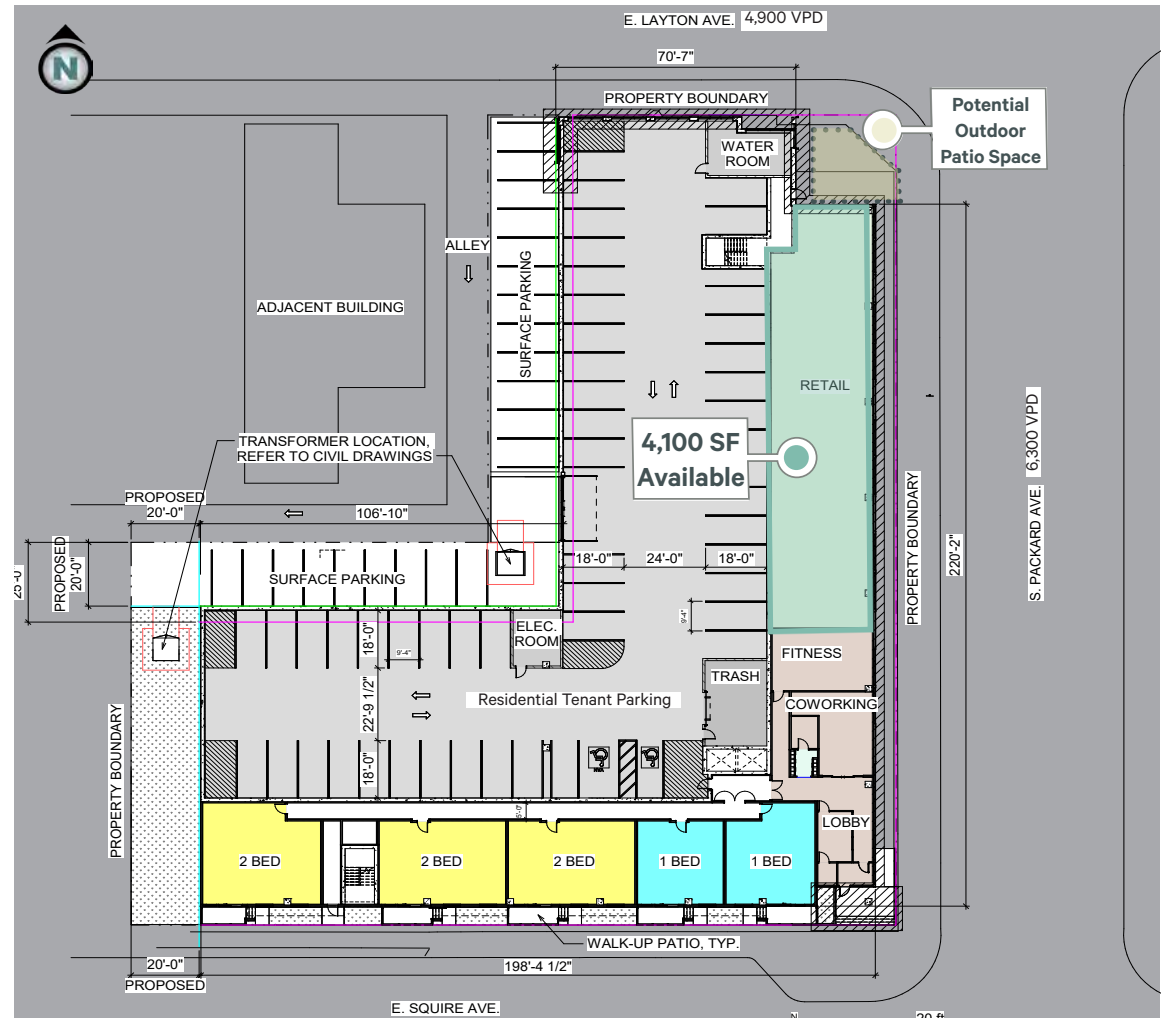 E. LAYTON AVE. 4,900 VPD
N
70'-7"
PROPERTY BOUNDARY
Potential
Outdoor
Patio Space
WATER
ROOM
ALLEY
SURFACE PARKING
ADJACENT BUILDING
RETAIL
4,100 SF
Available
S. PACKARD AVE. 6,300 VPD
PROPERTY BOUNDARY
220'-2"
TRANSFORMER LOCATION,
REFER TO CIVIL DRAWINGS
PROPOSED
20'-0"
106'-10"
18'-0"
24'-0"
18'-0"
PROPOSED
20'-0"
SURFACE PARKING
9'-4"
ELEC.
ROOM
18'-0"
9'-4"
FITNESS
TRASH
COWORKING
Residential Tenant Parking
22'-9 1/2"
18'-0"
PROPERTY BOUNDARY
LOBBY
2 BED
2 BED
2 BED
1 BED
1 BED
WALK-UP PATIO, TYP.
20'-0"
PROPOSED
198'-4 1/2"
E. SQUIRE AVE.